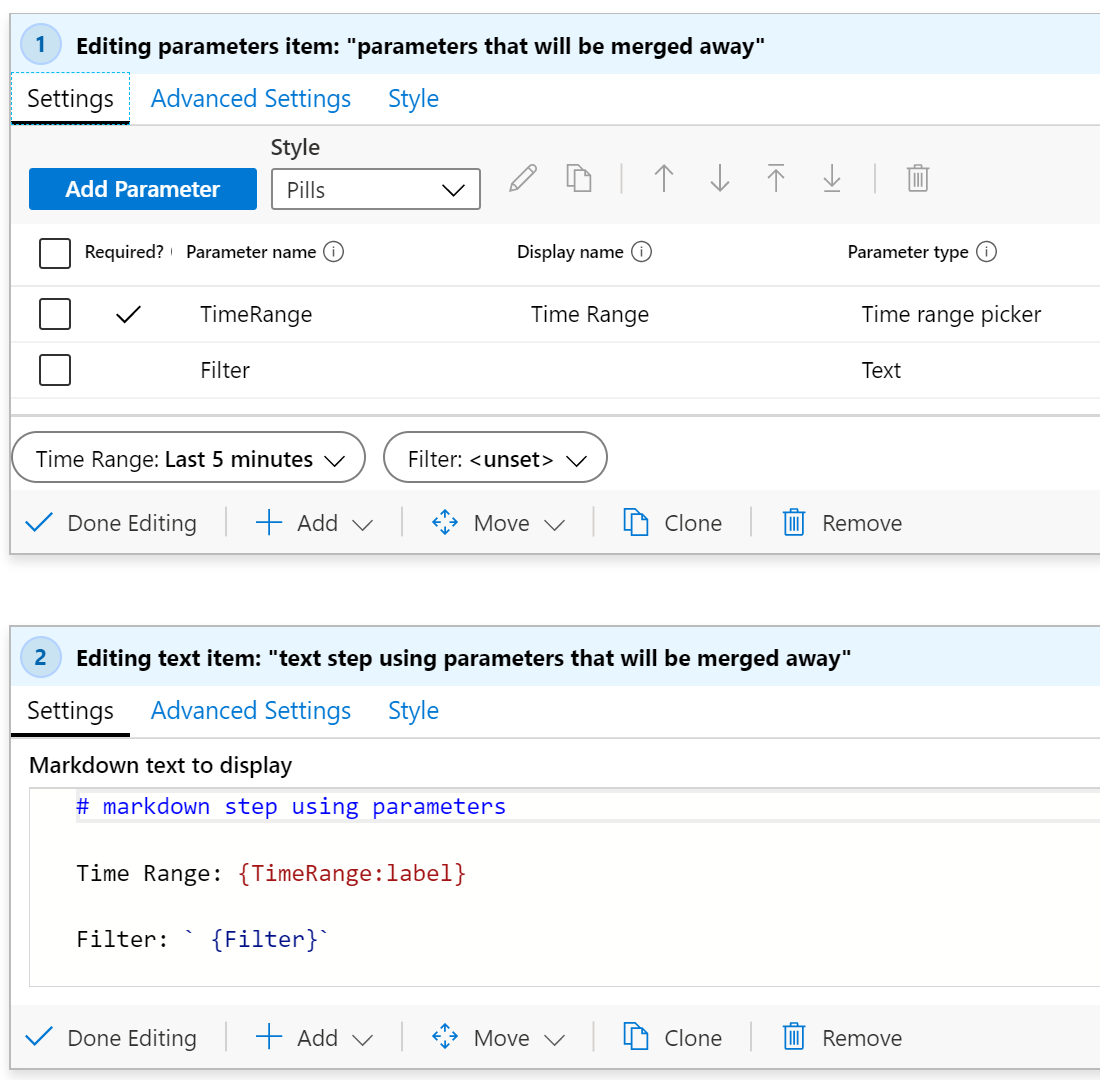 1 Editing parameters item: "parameters that will be merged away"
Settings Advanced Settings Style
Style
Add Parameter Pills
Required? Parameter name Display name Parameter type
TimeRange Time Range Time range picker
Filter Text
Time Range: Last 5 minutes Filter: <unset>
Done Editing Add Move Clone Remove
2 Editing text item: "text step using parameters that will be merged away"
Settings Advanced Settings Style
Markdown text to display
# markdown step using parameters
Time Range: {TimeRange:label}
Filter: ` {Filter}`
Done Editing Add Move Clone Remove